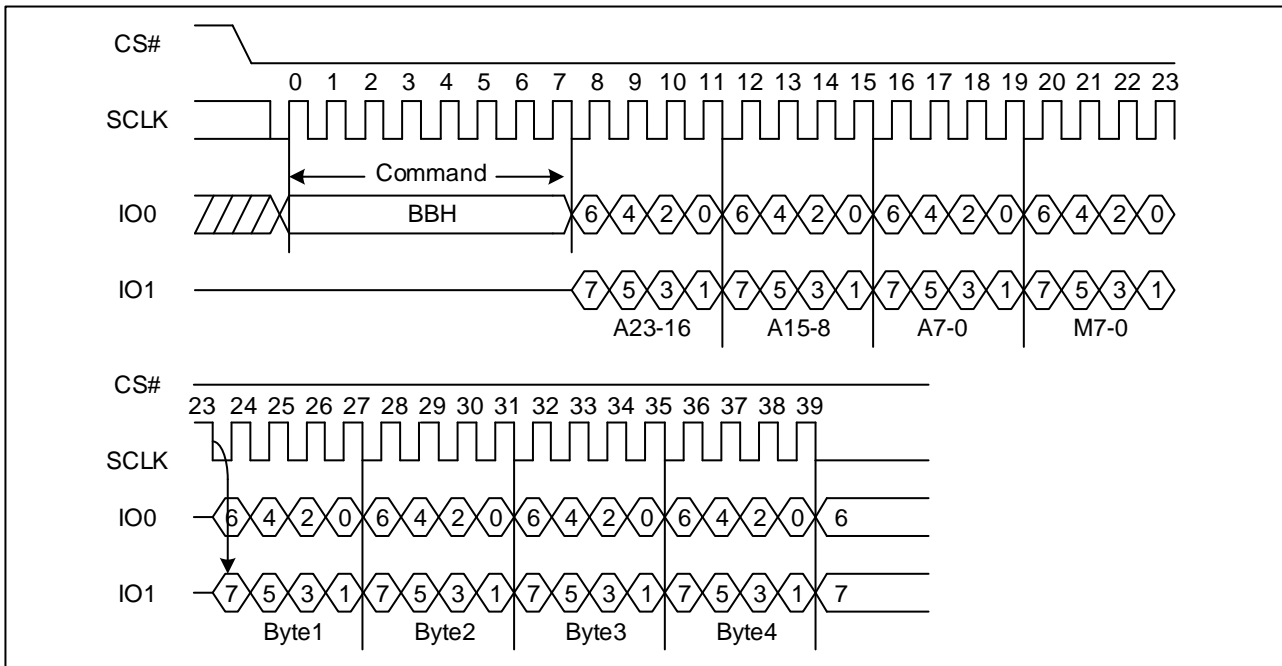 CS#
0 1 2 3 4 5 6 7 8 9 10 11 12 13 14 15 16 17 18 19 20 21 22 23
SCLK
Command
IO0 BBH 6 4 2 0 6 4 2 0 6 4 2 0 6 4 2 0
IO1 7 5 3 1 7 5 3 1 7 5 3 1 7 5 3 1
A23-16 A15-8 A7-0 M7-0
CS#
23 24 25 26 27 28 29 30 31 32 33 34 35 36 37 38 39
SCLK
IO0 6 4 2 0 6 4 2 0 6 4 2 0 6 4 2 0 6
IO1 7 5 3 1 7 5 3 1 7 5 3 1 7 5 3 1 7
Byte1 Byte2 Byte3 Byte4